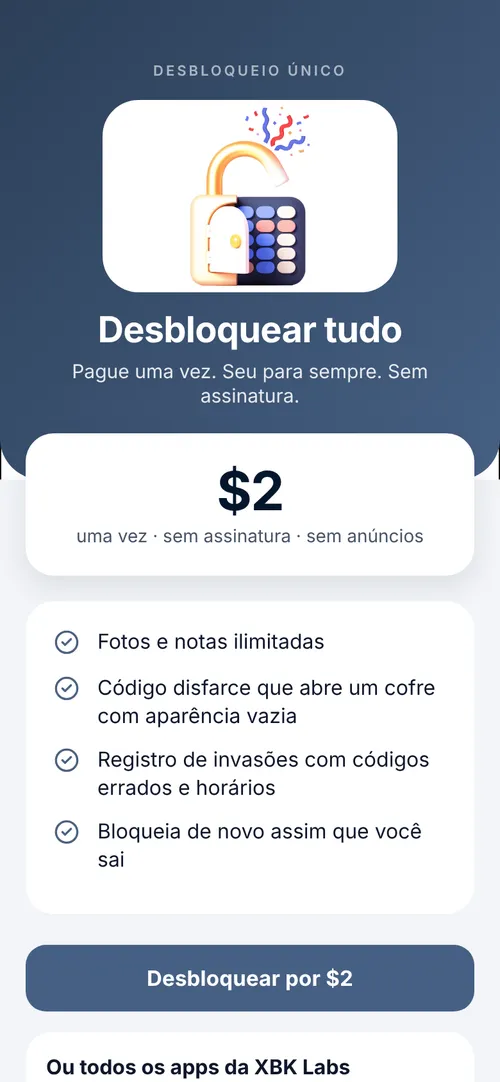 DESBLOQUEIO ÚNICO
Desbloquear tudo
Pague uma vez. Seu para sempre. Sem
assinatura.
$2
uma vez · sem assinatura · sem anúncios
Fotos e notas ilimitadas
Código disfarce que abre um cofre
com aparência vazia
Registro de invasões com códigos
errados e horários
Bloqueia de novo assim que você
sai
Desbloquear por $2
Ou todos os apps da XBK Labs